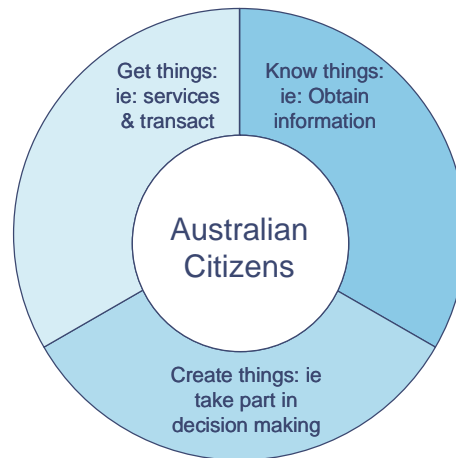 Get things:
ie: services
& transact
Know things:
ie: Obtain
information
Australian
Citizens
Create things: ie
take part in
decision making